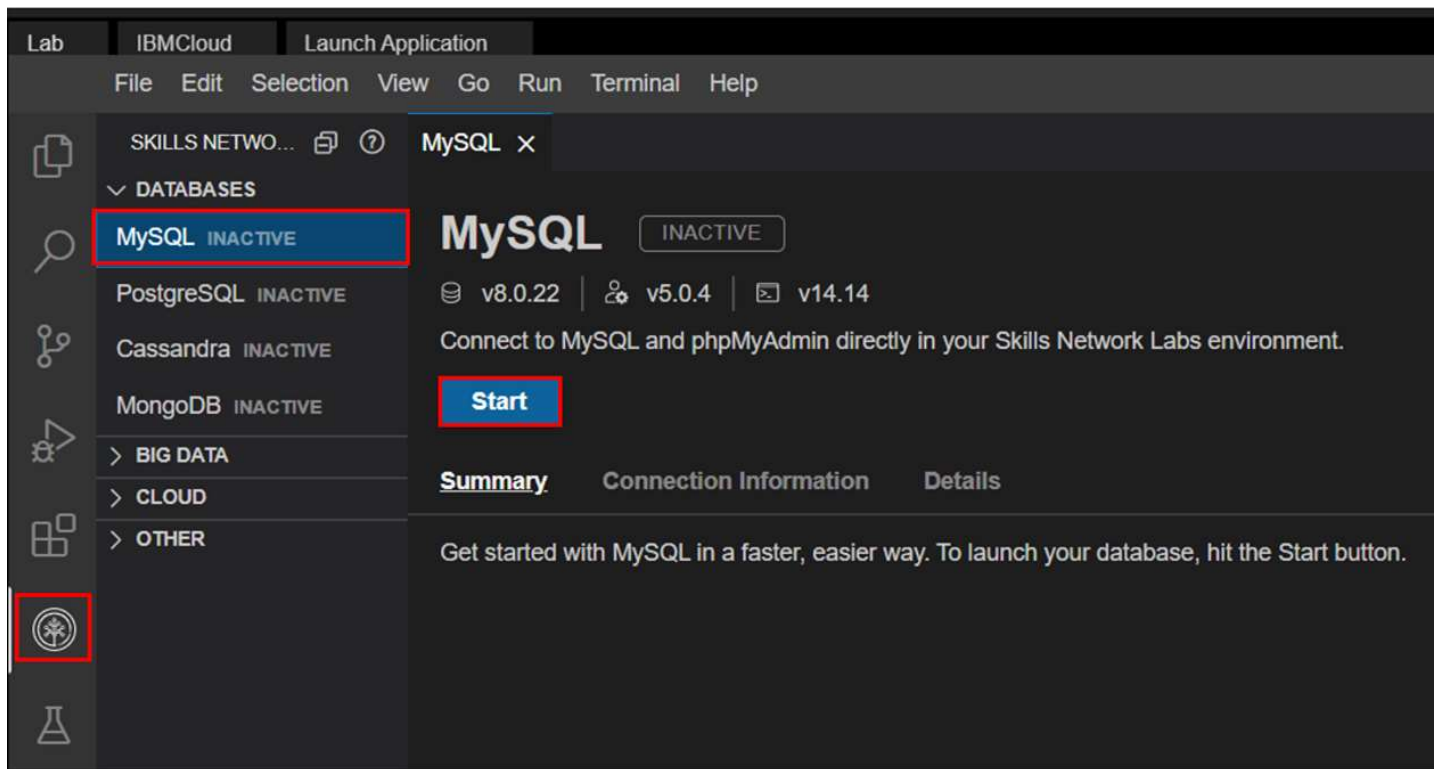 Lab IBMCloud Launch Application
File Edit Selection View Go Run Terminal Help
SKILLS NETWO...
DATABASES
MySQL INACTIVE
PostgreSQL INACTIVE
Cassandra INACTIVE
MongoDB INACTIVE
BIG DATA
CLOUD
OTHER
MySQL
MySQL INACTIVE
v8.0.22 v5.0.4 v14.14
Connect to MySQL and phpMyAdmin directly in your Skills Network Labs environment.
Start
Summary Connection Information Details
Get started with MySQL in a faster, easier way. To launch your database, hit the Start button.